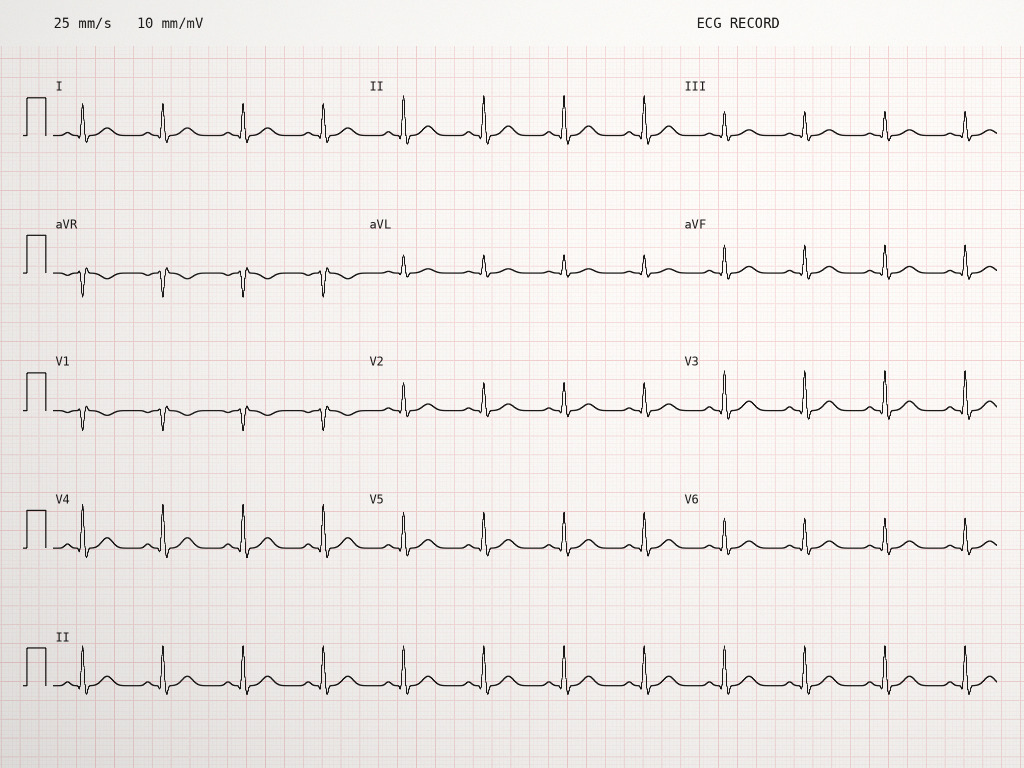 25 mm/s 10 mm/mV ECG RECORD
I II III
aVR aVL aVF
V1 V2 V3
V4 V5 V6
II